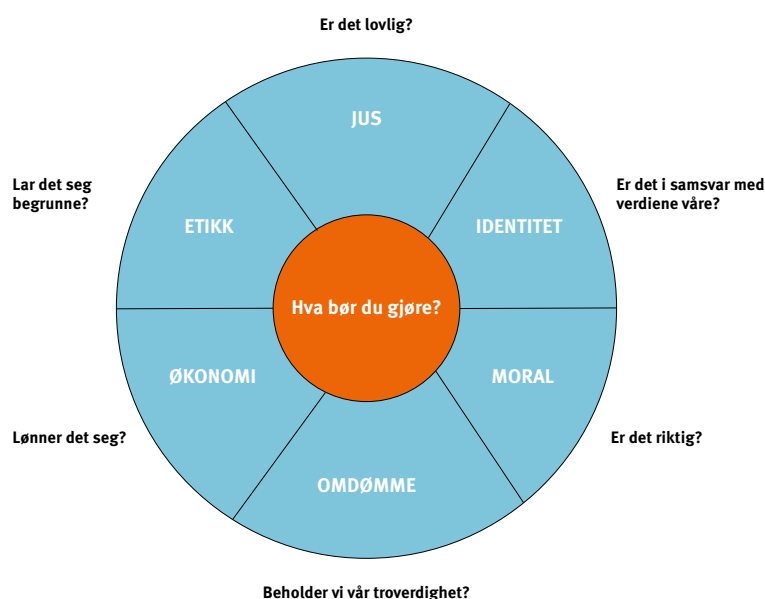 Er det lovlig?
JUS
Lar det seg
begrunne?
Er det i samsvar med
verdiene våre?
ETIKK
IDENTITET
Hva bør du gjøre?
ØKONOMI
MORAL
Lønner det seg?
Er det riktig?
OMDØMME
Beholder vi vår troverdighet?